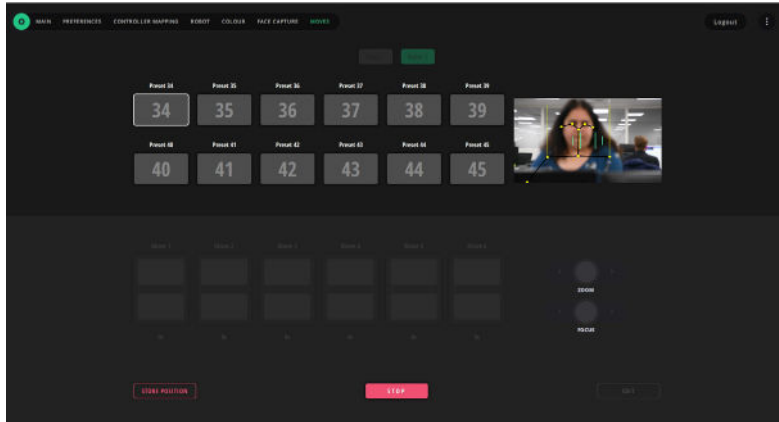 MAIN PREFERENCES CONTROLLER MAPPING ROBOT COLOUR FACE CAPTURE MOVES Logout
Preset 34 Preset 35 Preset 36 Preset 37 Preset 38 Preset 39
34 35 36 37 38 39
Preset 40 Preset 41 Preset 42 Preset 43 Preset 44 Preset 45
40 41 42 43 44 45
ZOOM
FOCUS
STORE POSITION STOP EDIT